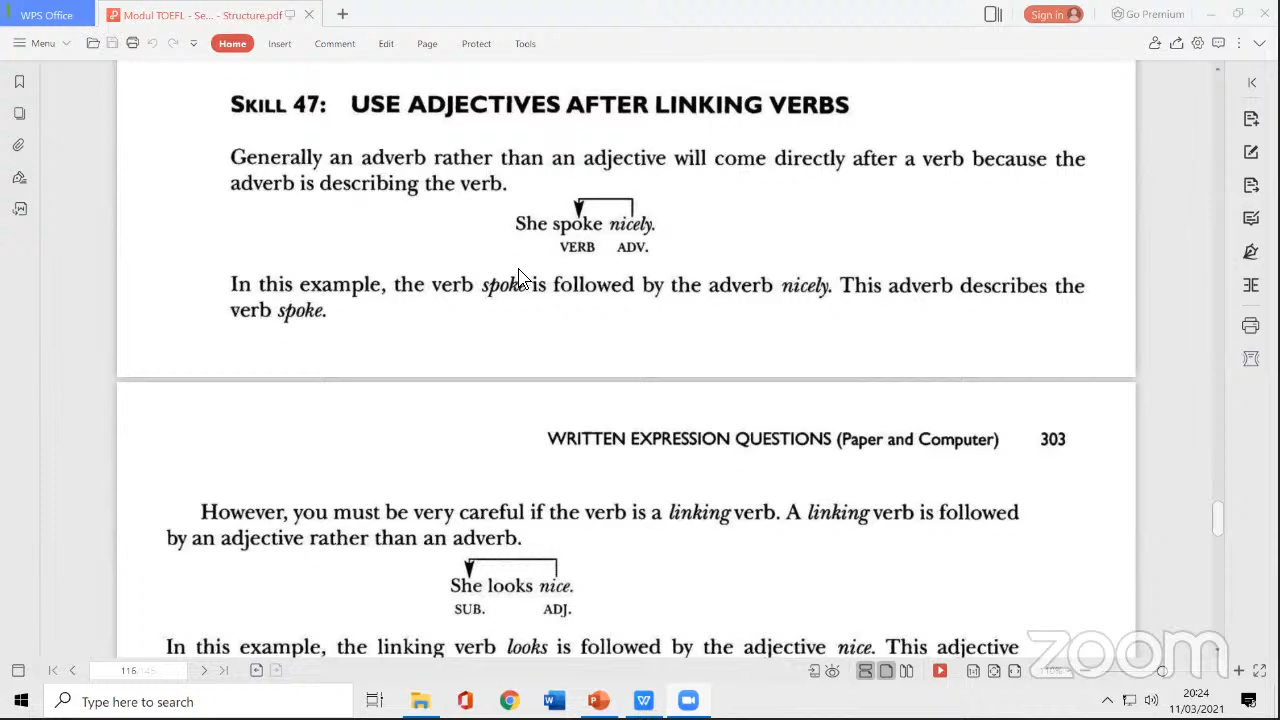 WPS Office
Modul TOEFL - Se... - Structure.pdf
Sign in
Go Premium
Menu
Home
Insert
Comment
Edit
Page
Protect
Tools
SKILL 47: USE ADJECTIVES AFTER LINKING VERBS
Generally an adverb rather than an adjective will come directly after a verb because the
adverb is describing the verb.
She spoke nicely.
VERB ADV.
In this example, the verb spoke is followed by the adverb nicely. This adverb describes the
verb spoke.
WRITTEN EXPRESSION QUESTIONS (Paper and Computer) 303
However, you must be very careful if the verb is a linking verb. A linking verb is followed
by an adjective rather than an adverb.
She looks nice.
SUB. ADJ.
In this example, the linking verb looks is followed by the adjective nice. This adjective
zoom
116/145
110%
Type here to search
20:24
11/03/2021